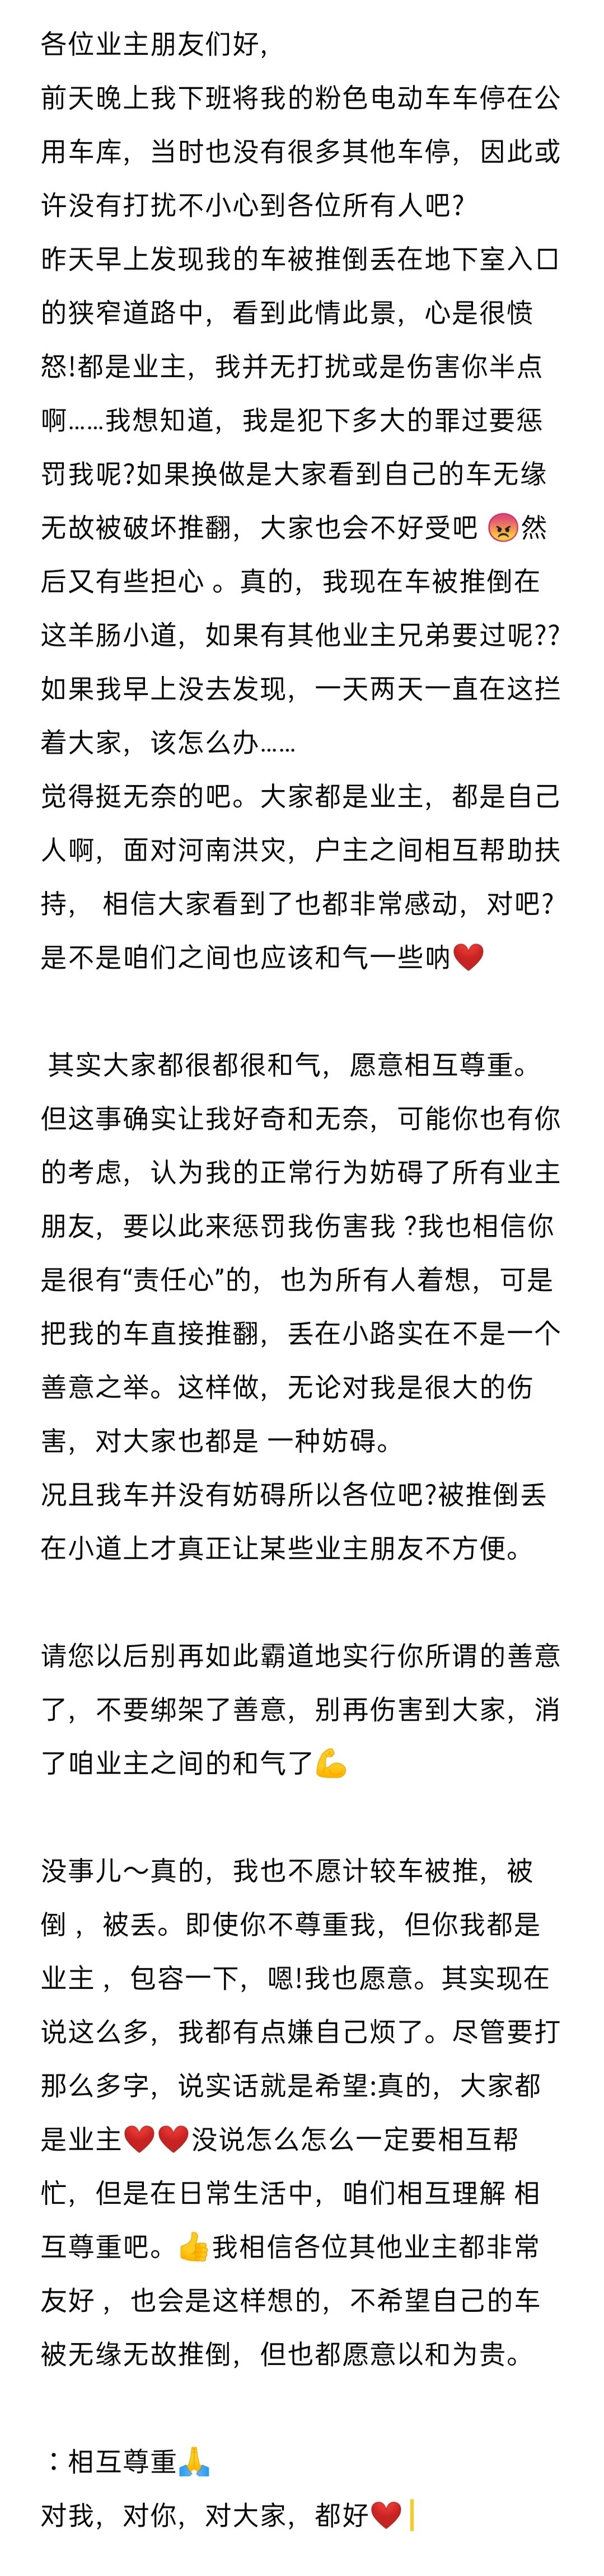 各位业主朋友们好，
前天晚上我下班将我的粉色电动车车停在公
用车库，当时也没有很多其他车停，因此或
许没有打扰不小心到各位所有人吧?
昨天早上发现我的车被推倒丢在地下室入口
的狭窄道路中，看到此情此景，心是很愤
怒!都是业主，我并无打扰或是伤害你半点
啊……我想知道，我是犯下多大的罪过要惩
罚我呢?如果换做是大家看到自己的车无缘
无故被破坏推翻，大家也会不好受吧 😡然
后又有些担心 。真的，我现在车被推倒在
这羊肠小道，如果有其他业主兄弟要过呢??
如果我早上没去发现，一天两天一直在这拦
着大家，该怎么办……
觉得挺无奈的吧。大家都是业主，都是自己
人啊，面对河南洪灾，户主之间相互帮助扶
持， 相信大家看到了也都非常感动，对吧?
是不是咱们之间也应该和气一些呐❤️
其实大家都很都很和气，愿意相互尊重。
但这事确实让我好奇和无奈，可能你也有你
的考虑，认为我的正常行为妨碍了所有业主
朋友，要以此来惩罚我伤害我 ?我也相信你
是很有“责任心”的，也为所有人着想，可是
把我的车直接推翻，丢在小路实在不是一个
善意之举。这样做，无论对我是很大的伤
害，对大家也都是 一种妨碍。
况且我车并没有妨碍所以各位吧?被推倒丢
在小道上才真正让某些业主朋友不方便。
请您以后别再如此霸道地实行你所谓的善意
了，不要绑架了善意，别再伤害到大家，消
了咱业主之间的和气了💪
没事儿～真的，我也不愿计较车被推，被
倒 ，被丢。即使你不尊重我，但你我都是
业主 ，包容一下，嗯!我也愿意。其实现在
说这么多，我都有点嫌自己烦了。尽管要打
那么多字，说实话就是希望:真的，大家都
是业主❤️❤️没说怎么怎么一定要相互帮
忙，但是在日常生活中，咱们相互理解 相
互尊重吧。👍我相信各位其他业主都非常
友好 ，也会是这样想的，不希望自己的车
被无缘无故推倒，但也都愿意以和为贵。
：相互尊重🙏
对我，对你，对大家，都好❤️